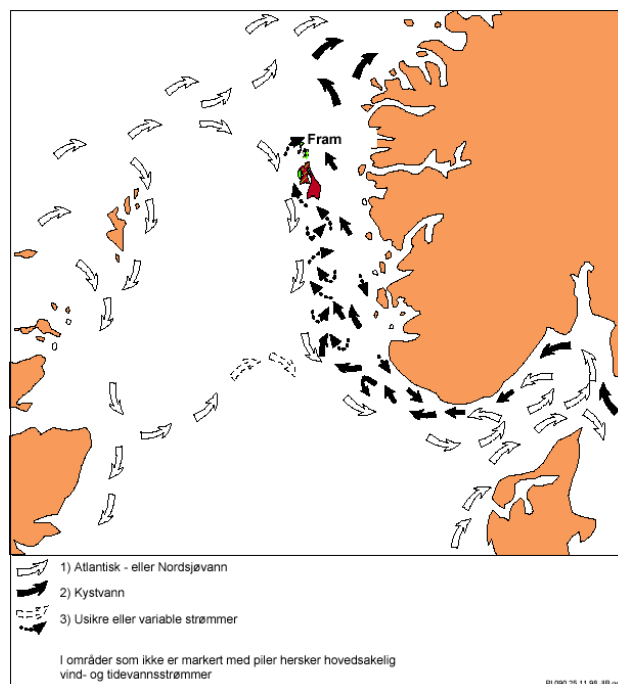 Fram
1) Atlantisk - eller Nordsjøvann
2) Kystvann
3) Usikre eller variable strømmer
I områder som ikke er markert med piler hersker hovedsakelig
vind- og tidevannsstrømmer